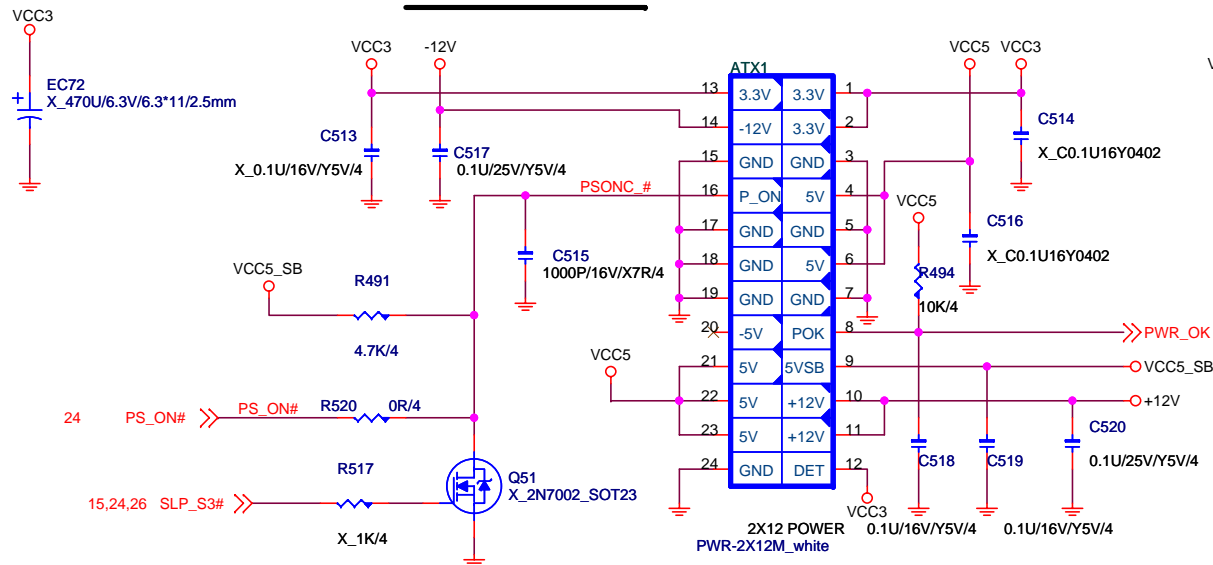 VCC3
EC72
X_470U/6.3V/6.3*11/2.5mm
VCC3
-12V
C513
X_0.1U/16V/Y5V/4
C517
0.1U/25V/Y5V/4
PSONC_#
C515
1000P/16V/X7R/4
VCC5_SB
R491
4.7K/4
VCC5
24 PS_ON# PS_ON# R520 0R/4
R517
15,24,26 SLP_S3#
X_1K/4
Q51
X_2N7002_SOT23
ATX1
13 3.3V 3.3V 1
14 -12V 3.3V 2
15 GND GND 3
16 P_ON 5V 4
17 GND GND 5
18 GND 5V 6
19 GND GND 7
20 -5V POK 8
21 5V 5VSB 9
22 5V +12V 10
23 5V +12V 11
24 GND DET 12
2X12 POWER
PWR-2X12M_white
VCC3
VCC5
VCC3
C514
X_C0.1U16Y0402
C516
X_C0.1U16Y0402
VCC5
R494
10K/4
PWR_OK
VCC5_SB
+12V
C518
0.1U/16V/Y5V/4
C519
0.1U/16V/Y5V/4
C520
0.1U/25V/Y5V/4